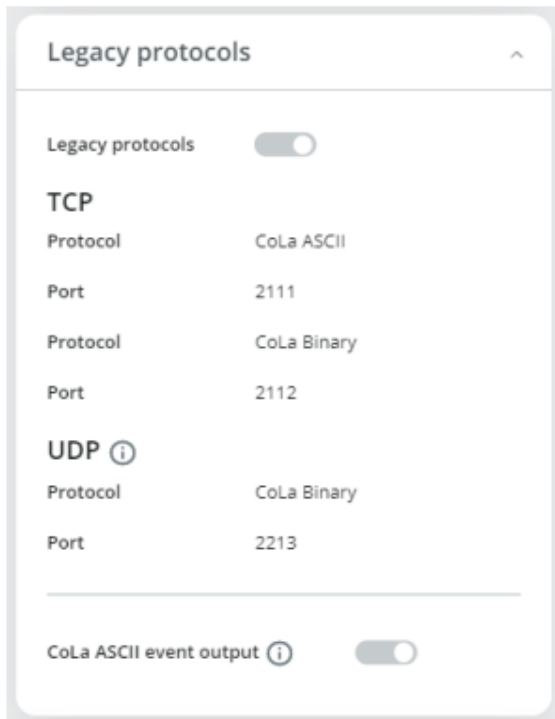 Legacy protocols
Legacy protocols
TCP
Protocol CoLa ASCII
Port 2111
Protocol CoLa Binary
Port 2112
UDP
Protocol CoLa Binary
Port 2213
CoLa ASCII event output